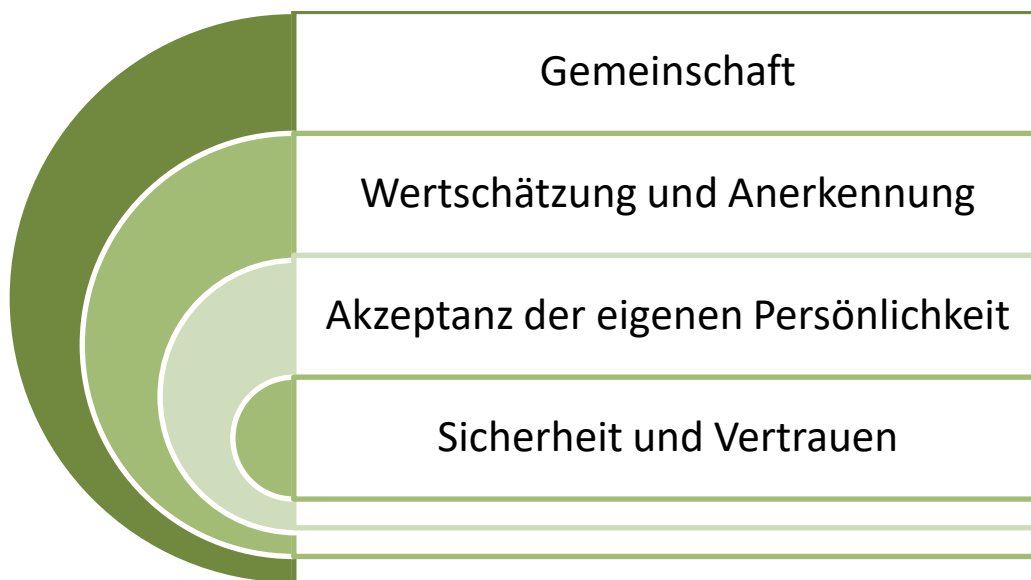 Gemeinschaft
Wertschätzung und Anerkennung
Akzeptanz der eigenen Persönlichkeit
Sicherheit und Vertrauen